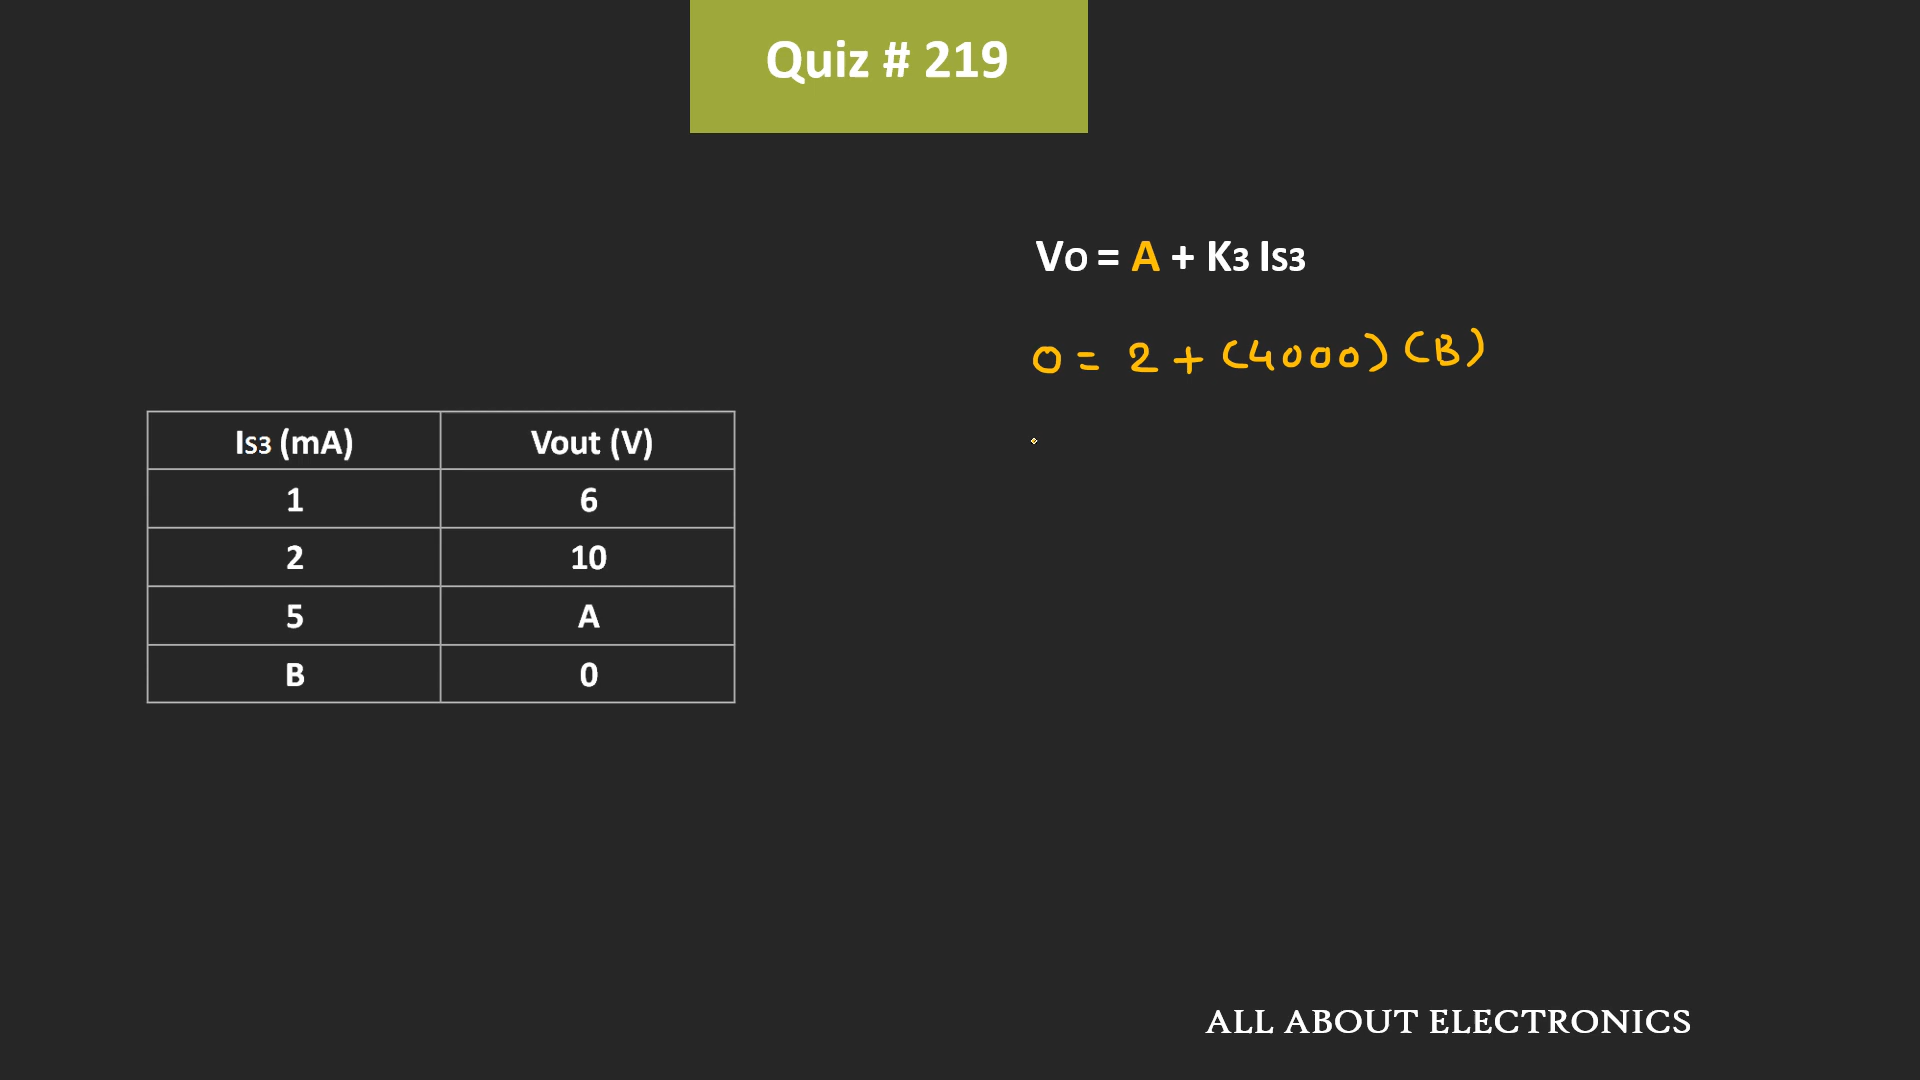 Quiz # 219
Vo = A + K3 Is3
0 = 2 + (4000) (B)
Is3 (mA) Vout (V)
1 6
2 10
5 A
B 0
ALL ABOUT ELECTRONICS